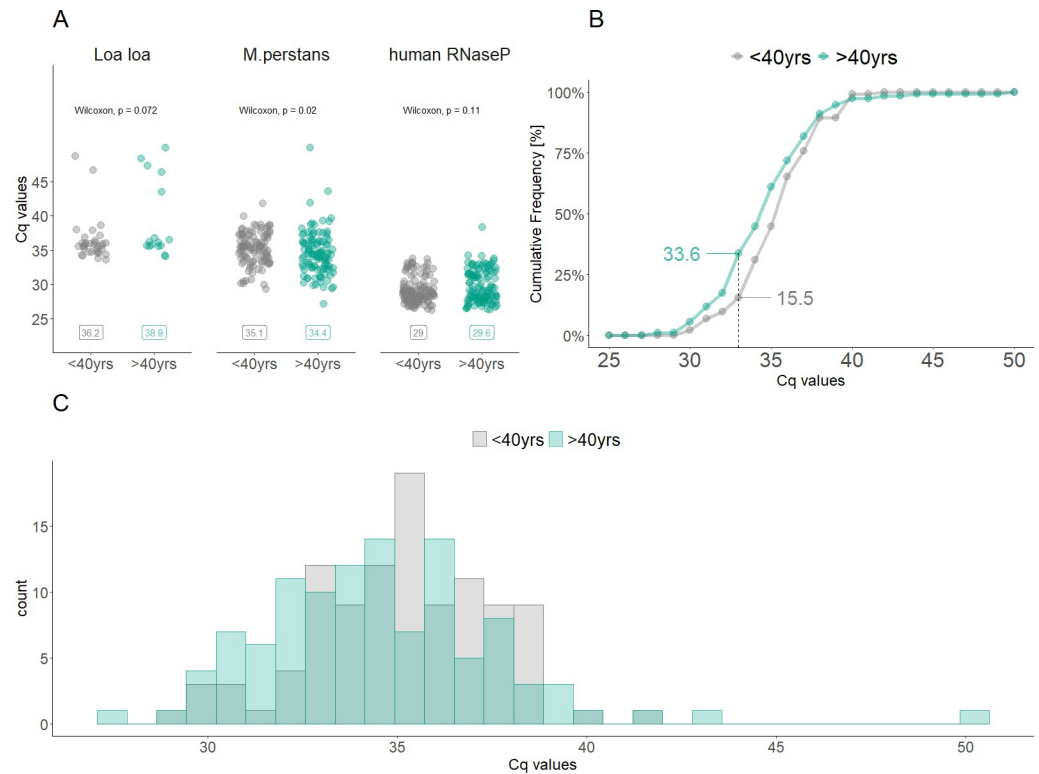 A
Loa loa
M.perstans
human RNaseP
Wilcoxon, p = 0.072
Wilcoxon, p = 0.02
Wilcoxon, p = 0.11
Cq values
45
40
35
30
25
36.2
38.9
35.1
34.4
29
29.6
<40yrs >40yrs
<40yrs >40yrs
<40yrs >40yrs
B
<40yrs >40yrs
Cumulative Frequency [%]
100%
75%
50%
25%
0%
33.6
15.5
25 30 35 40 45 50
Cq values
C
<40yrs >40yrs
count
15
10
5
0
30 35 40 45 50
Cq values